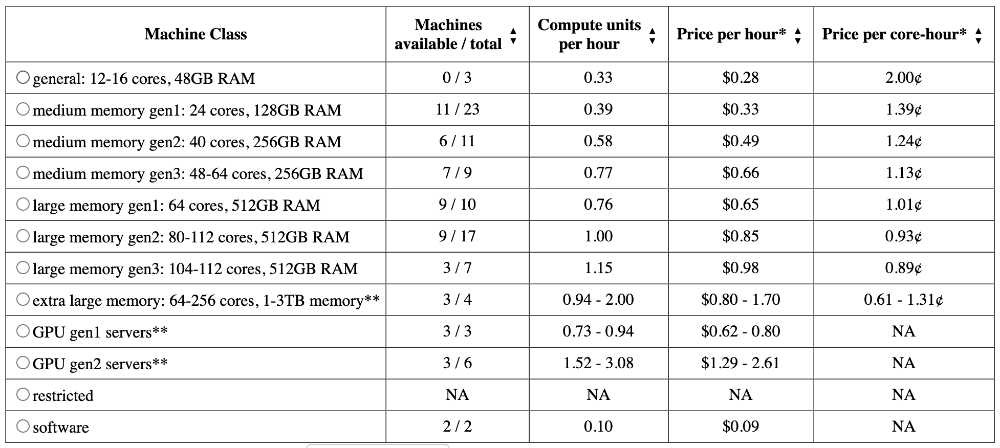 Machine Class
Machines
available / total
Compute units
per hour
Price per hour*
Price per core-hour*
general: 12-16 cores, 48GB RAM 0 / 3 0.33 $0.28 2.00¢
medium memory gen1: 24 cores, 128GB RAM 11 / 23 0.39 $0.33 1.39¢
medium memory gen2: 40 cores, 256GB RAM 6 / 11 0.58 $0.49 1.24¢
medium memory gen3: 48-64 cores, 256GB RAM 7 / 9 0.77 $0.66 1.13¢
large memory gen1: 64 cores, 512GB RAM 9 / 10 0.76 $0.65 1.01¢
large memory gen2: 80-112 cores, 512GB RAM 9 / 17 1.00 $0.85 0.93¢
large memory gen3: 104-112 cores, 512GB RAM 3 / 7 1.15 $0.98 0.89¢
extra large memory: 64-256 cores, 1-3TB memory** 3 / 4 0.94 - 2.00 $0.80 - 1.70 0.61 - 1.31¢
GPU gen1 servers** 3 / 3 0.73 - 0.94 $0.62 - 0.80 NA
GPU gen2 servers** 3 / 6 1.52 - 3.08 $1.29 - 2.61 NA
restricted NA NA NA NA
software 2 / 2 0.10 $0.09 NA